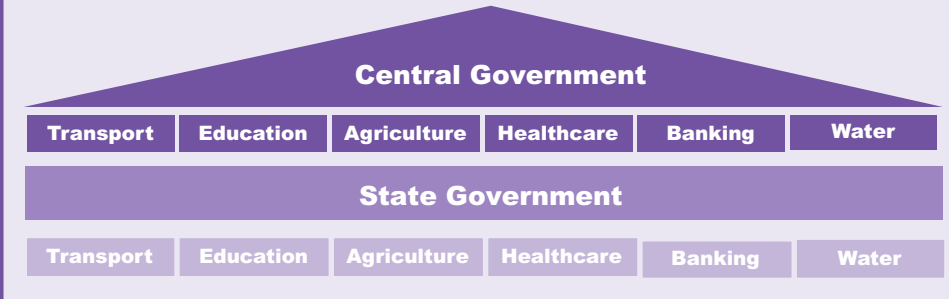 Central Government
Transport Education Agriculture Healthcare Banking Water
State Government
Transport Education Agriculture Healthcare Banking Water